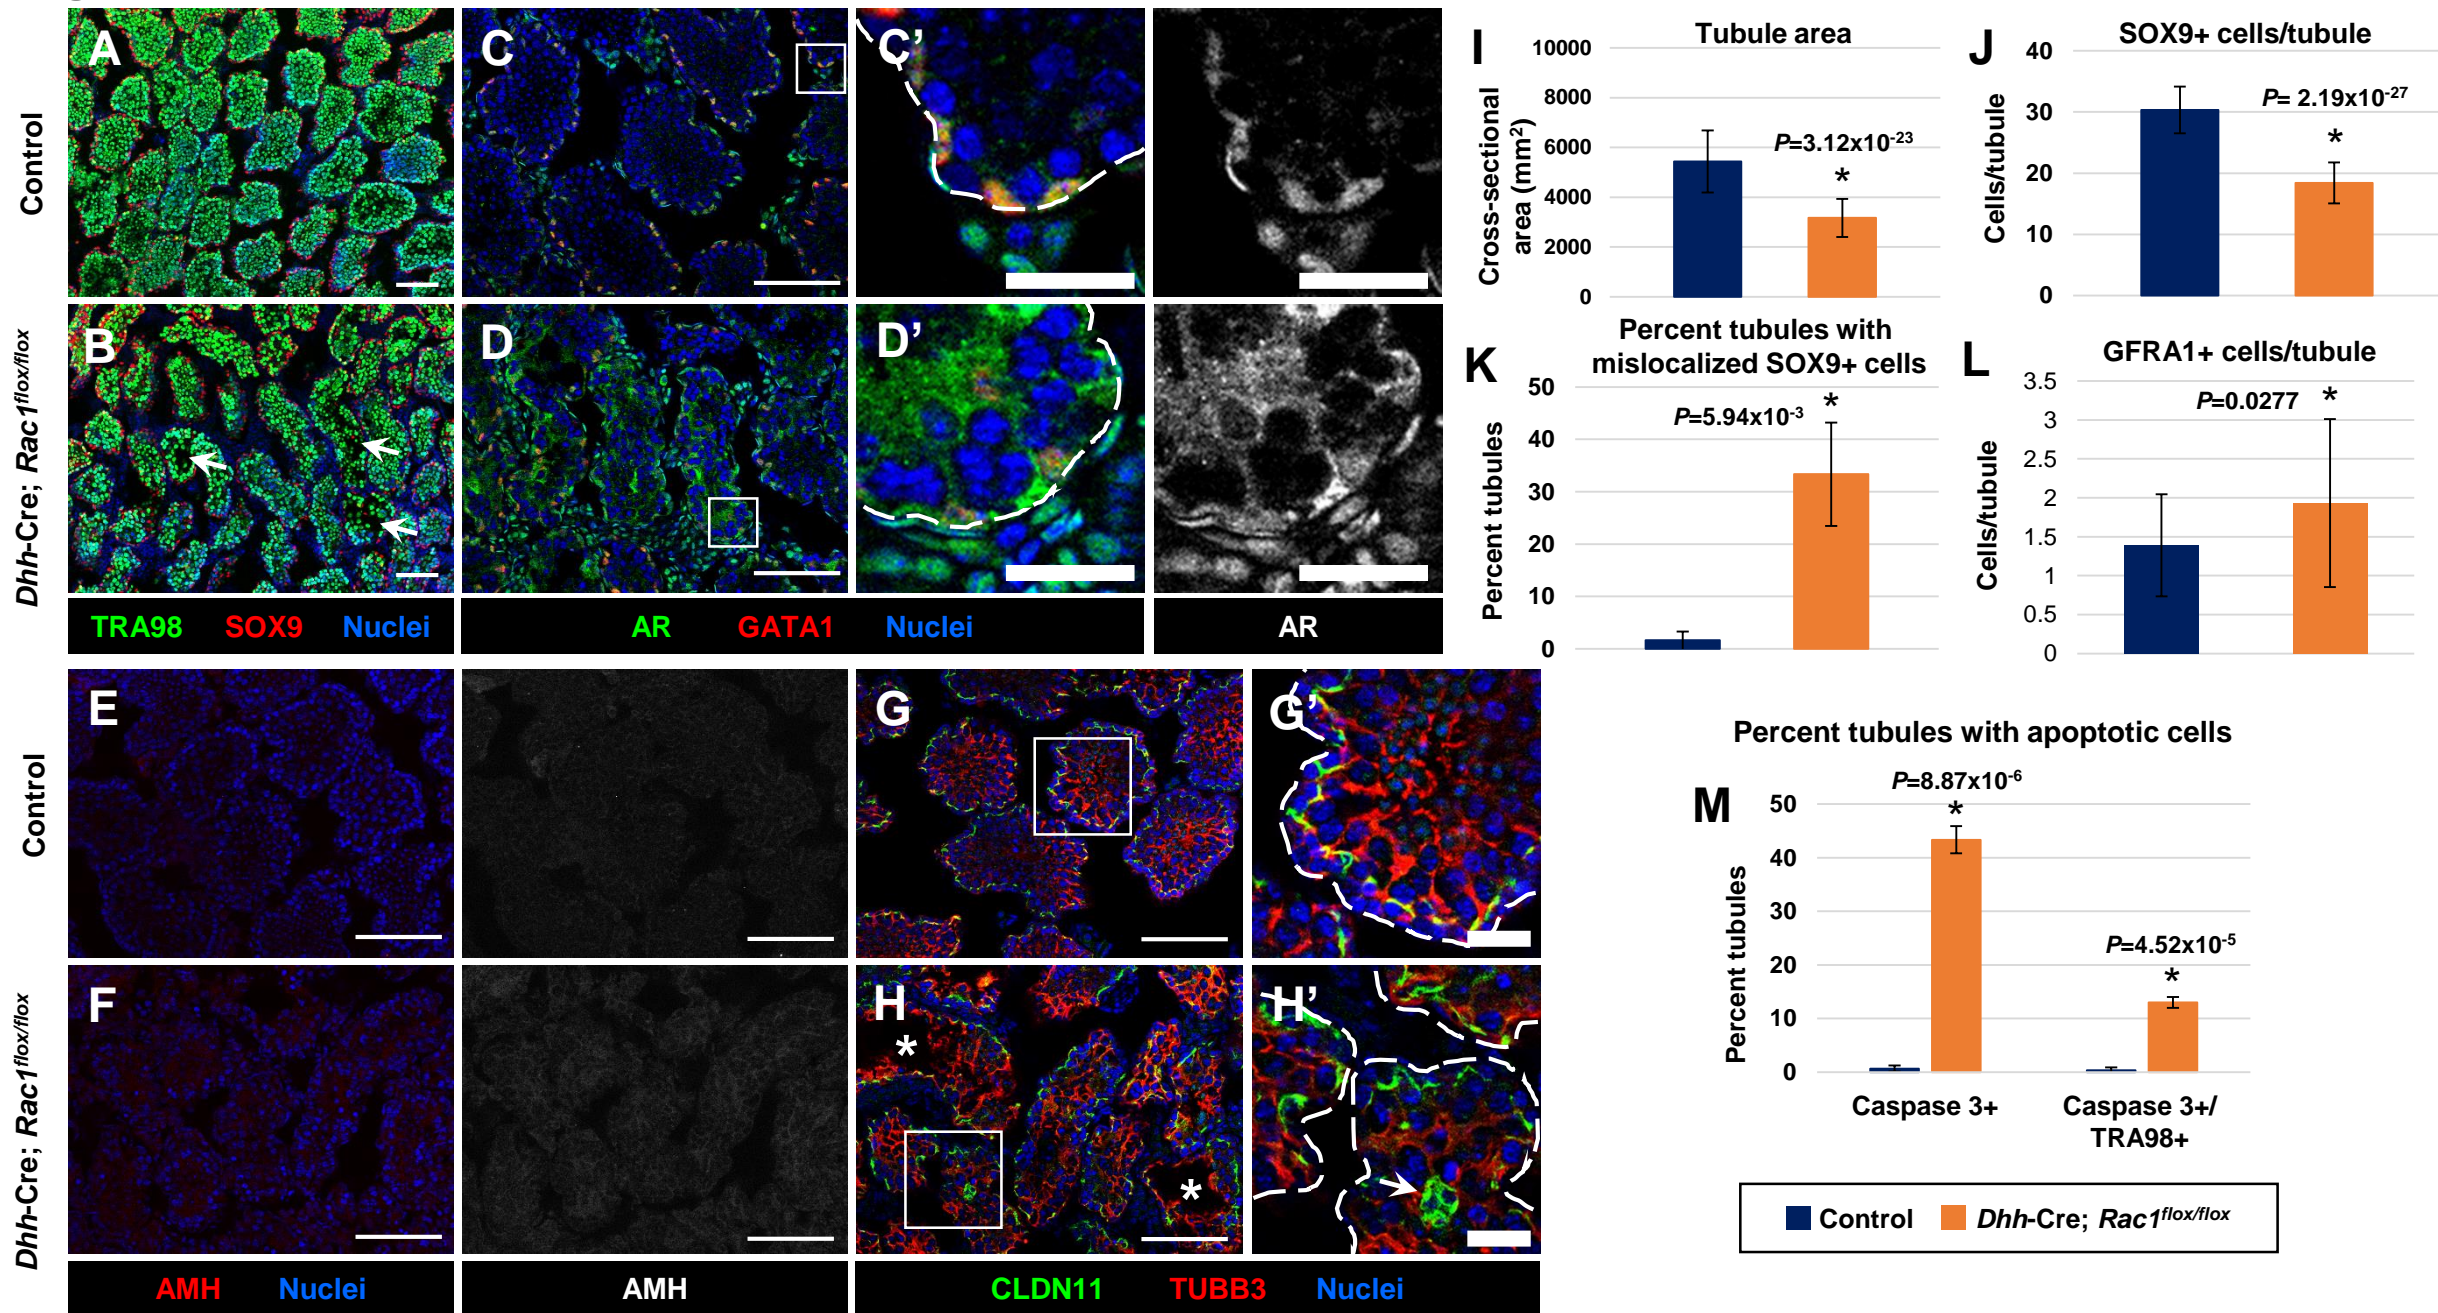 Control
Dhh-Cre; Rac1flox/flox
A
B
TRA98 SOX9 Nuclei
C
C'
D
D'
AR GATA1 Nuclei
AR
I
Tubule area
Cross-sectional
area (mm²)
10000
8000
6000
4000
2000
0
P=3.12x10-23
*
J
SOX9+ cells/tubule
Cells/tubule
40
30
20
10
0
P= 2.19x10-27
*
K
Percent tubules with
mislocalized SOX9+ cells
Percent tubules
50
40
30
20
10
0
P=5.94x10-3
*
L
GFRA1+ cells/tubule
Cells/tubule
3.5
3
2.5
2
1.5
1
0.5
0
P=0.0277
*
Control
Dhh-Cre; Rac1flox/flox
E
F
AMH Nuclei
AMH
G
G'
H
*
*
H'
CLDN11 TUBB3 Nuclei
Percent tubules with apoptotic cells
M
Percent tubules
50
40
30
20
10
0
P=8.87x10-6
*
P=4.52x10-5
*
Caspase 3+
Caspase 3+/
TRA98+
Control Dhh-Cre; Rac1flox/flox